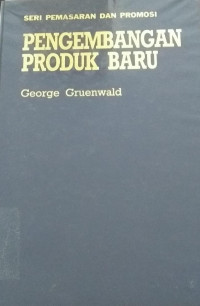 SERI PEMASARAN DAN PROMOSI
PENGEMBANGAN
PRODUK BARU
George Gruenwald